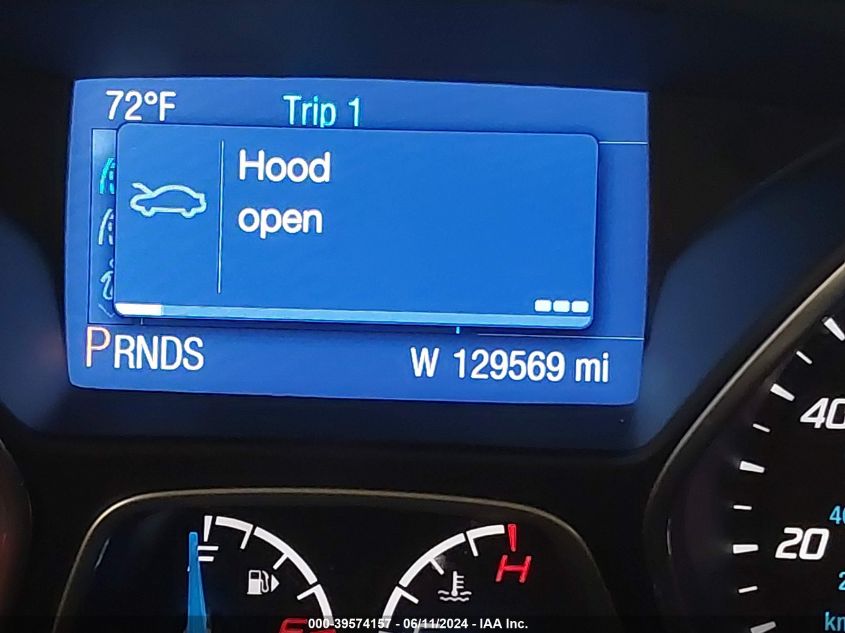 72°F
Trip 1
Hood
open
PRNDS
W 129569 mi
40
20
H
000-39574157 - 06/11/2024 - IAA Inc.